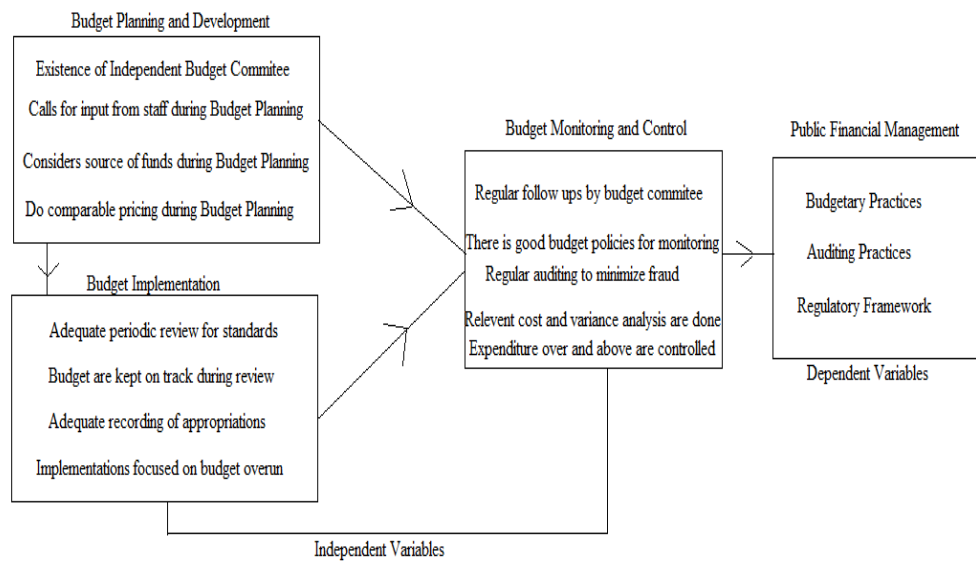 Budget Planning and Development
Existence of Independent Budget Commitee
Calls for input from staff during Budget Planning
Considers source of funds during Budget Planning
Do comparable pricing during Budget Planning
Budget Implementation
Adequate periodic review for standards
Budget are kept on track during review
Adequate recording of appropriations
Implementations focused on budget overun
Budget Monitoring and Control
Regular follow ups by budget commitee
There is good budget policies for monitoring
Regular auditing to minimize fraud
Relevent cost and variance analysis are done
Expenditure over and above are controlled
Public Financial Management
Budgetary Practices
Auditing Practices
Regulatory Framework
Dependent Variables
Independent Variables